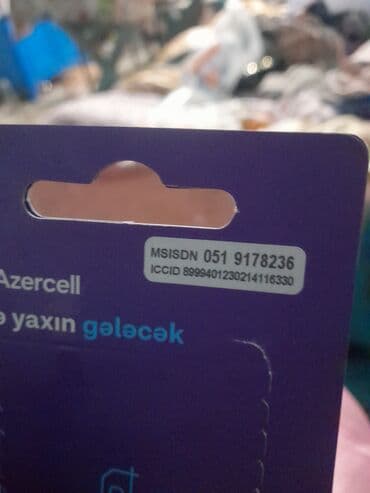 MSISDN 051 9178236
ICCID 8999401230214116330
Azercell
ə yaxın gələcək